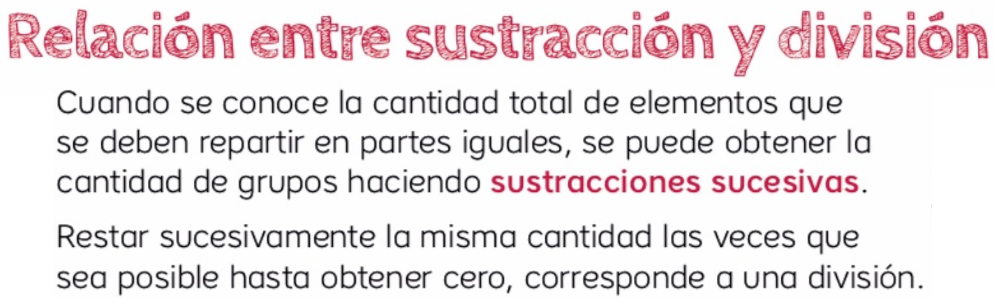 Relación entre sustracción y división
Cuando se conoce la cantidad total de elementos que
se deben repartir en partes iguales, se puede obtener la
cantidad de grupos haciendo sustracciones sucesivas.
Restar sucesivamente la misma cantidad las veces que
sea posible hasta obtener cero, corresponde a una división.